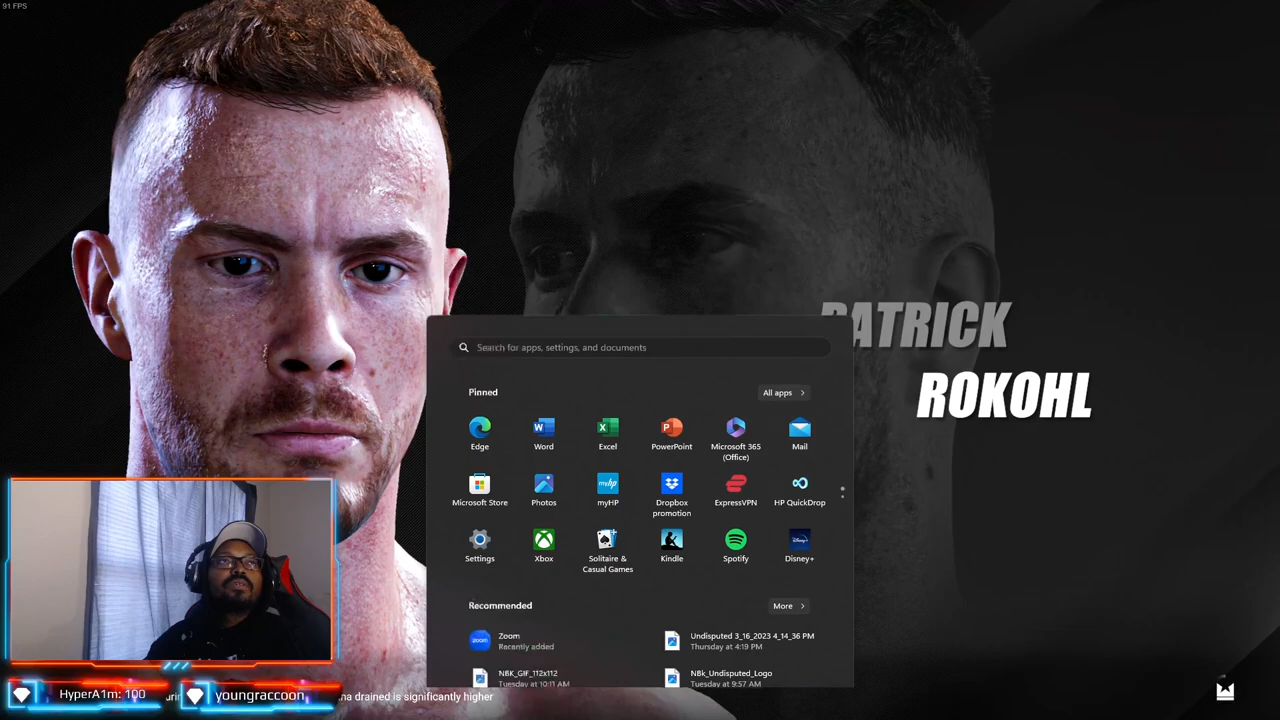 91 FPS
PATRICK
ROKOHL
Search for apps, settings, and documents
Pinned
All apps
Edge
Word
Excel
PowerPoint
Microsoft 365
(Office)
Mail
Microsoft Store
Photos
myHP
Dropbox
promotion
ExpressVPN
HP QuickDrop
Settings
Xbox
Solitaire &
Casual Games
Kindle
Spotify
Disney+
Recommended
More
Zoom
Recently added
Undisputed 3_16_2023 4_14_36 PM
Thursday at 4:19 PM
NBK_GIF_112x112
Tuesday at 10:11 AM
NBk_Undisputed_Logo
Tuesday at 9:57 AM
HyperA1m: 100
youngraccoon
drained is significantly higher